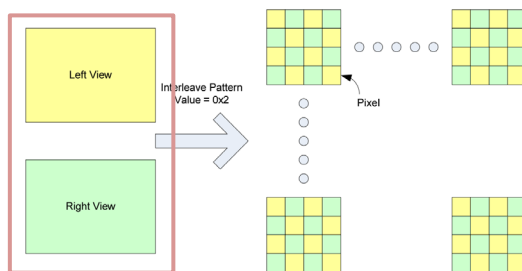 Left View
Interleave Pattern
Value = 0x2
Pixel
Right View